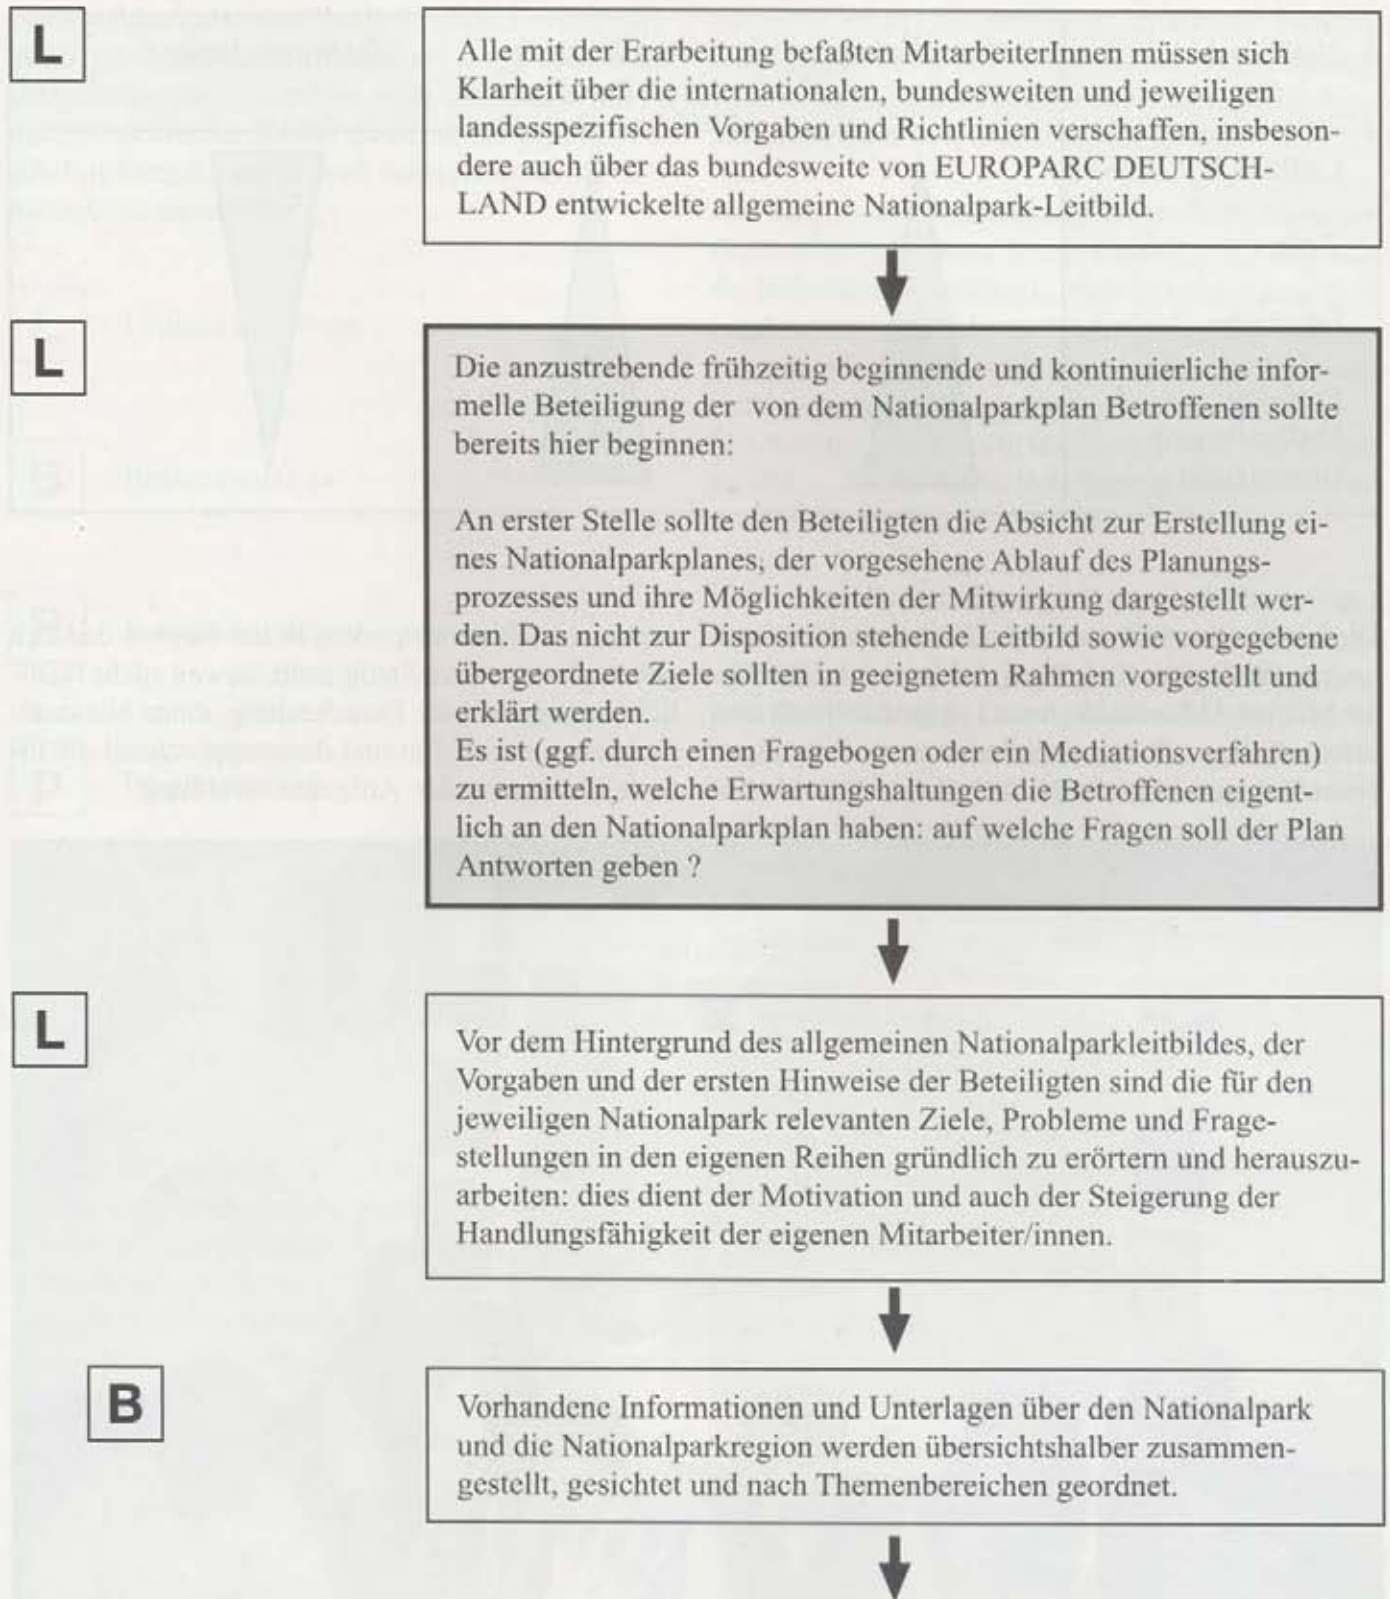 L
Alle mit der Erarbeitung befaßten MitarbeiterInnen müssen sich
Klarheit über die internationalen, bundesweiten und jeweiligen
landesspezifischen Vorgaben und Richtlinien verschaffen, insbeson-
dere auch über das bundesweite von EUROPARC DEUTSCH-
LAND entwickelte allgemeine Nationalpark-Leitbild.
L
Die anzustrebende frühzeitig beginnende und kontinuierliche infor-
melle Beteiligung der von dem Nationalparkplan Betroffenen sollte
bereits hier beginnen:
An erster Stelle sollte den Beteiligten die Absicht zur Erstellung ei-
nes Nationalparkplanes, der vorgesehene Ablauf des Planungs-
prozesses und ihre Möglichkeiten der Mitwirkung dargestellt wer-
den. Das nicht zur Disposition stehende Leitbild sowie vorgegebene
übergeordnete Ziele sollten in geeignetem Rahmen vorgestellt und
erklärt werden.
Es ist (ggf. durch einen Fragebogen oder ein Mediationsverfahren)
zu ermitteln, welche Erwartungshaltungen die Betroffenen eigent-
lich an den Nationalparkplan haben: auf welche Fragen soll der Plan
Antworten geben ?
L
Vor dem Hintergrund des allgemeinen Nationalparkleitbildes, der
Vorgaben und der ersten Hinweise der Beteiligten sind die für den
jeweiligen Nationalpark relevanten Ziele, Probleme und Frage-
stellungen in den eigenen Reihen gründlich zu erörtern und herauszu-
arbeiten: dies dient der Motivation und auch der Steigerung der
Handlungsfähigkeit der eigenen Mitarbeiter/innen.
B
Vorhandene Informationen und Unterlagen über den Nationalpark
und die Nationalparkregion werden übersichtshalber zusammen-
gestellt, gesichtet und nach Themenbereichen geordnet.